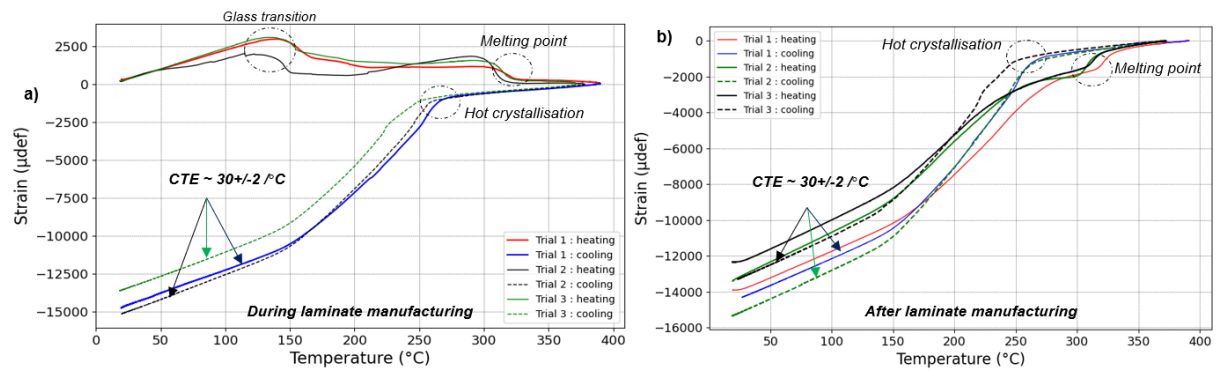 a)
Glass transition
Melting point
Hot crystallisation
CTE ~ 30+/-2 /°C
During laminate manufacturing
Trial 1 : heating
Trial 1 : cooling
Trial 2 : heating
Trial 2 : cooling
Trial 3 : heating
Trial 3 : cooling
Strain (μdef)
2500
0
−2500
−5000
−7500
−10000
−12500
−15000
0
50
100
150
200
250
300
350
400
Temperature (°C)
b)
Trial 1 : heating
Trial 1 : cooling
Trial 2 : heating
Trial 2 : cooling
Trial 3 : heating
Trial 3 : cooling
Hot crystallisation
Melting point
CTE ~ 30+/-2 /°C
After laminate manufacturing
Strain (μdef)
0
−2000
−4000
−6000
−8000
−10000
−12000
−14000
−16000
50
100
150
200
250
300
350
400
Temperature (°C)